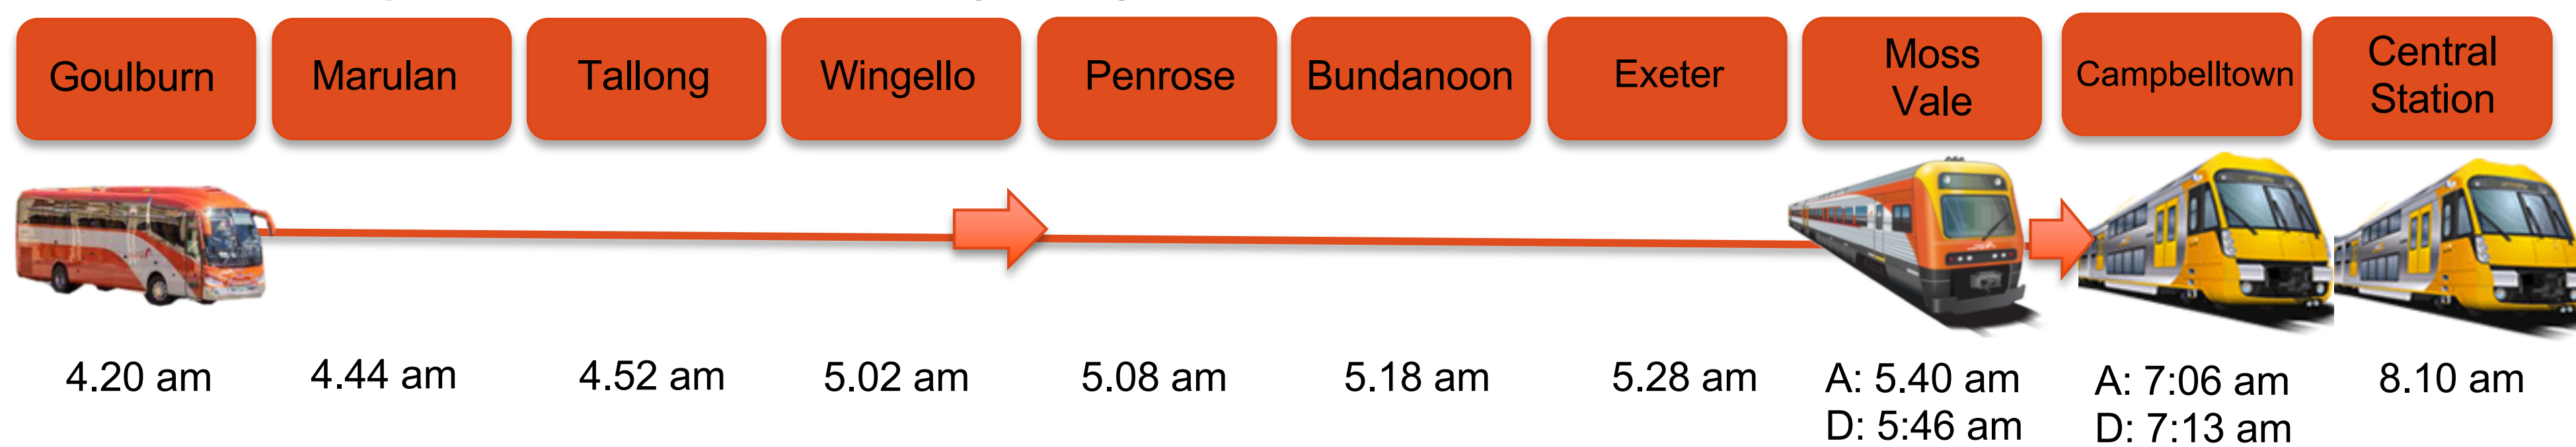 Goulburn
Marulan
Tallong
Wingello
Penrose
Bundanoon
Exeter
Moss
Vale
Campbelltown
Central
Station
4.20 am
4.44 am
4.52 am
5.02 am
5.08 am
5.18 am
5.28 am
A: 5.40 am
D: 5:46 am
A: 7:06 am
D: 7:13 am
8.10 am